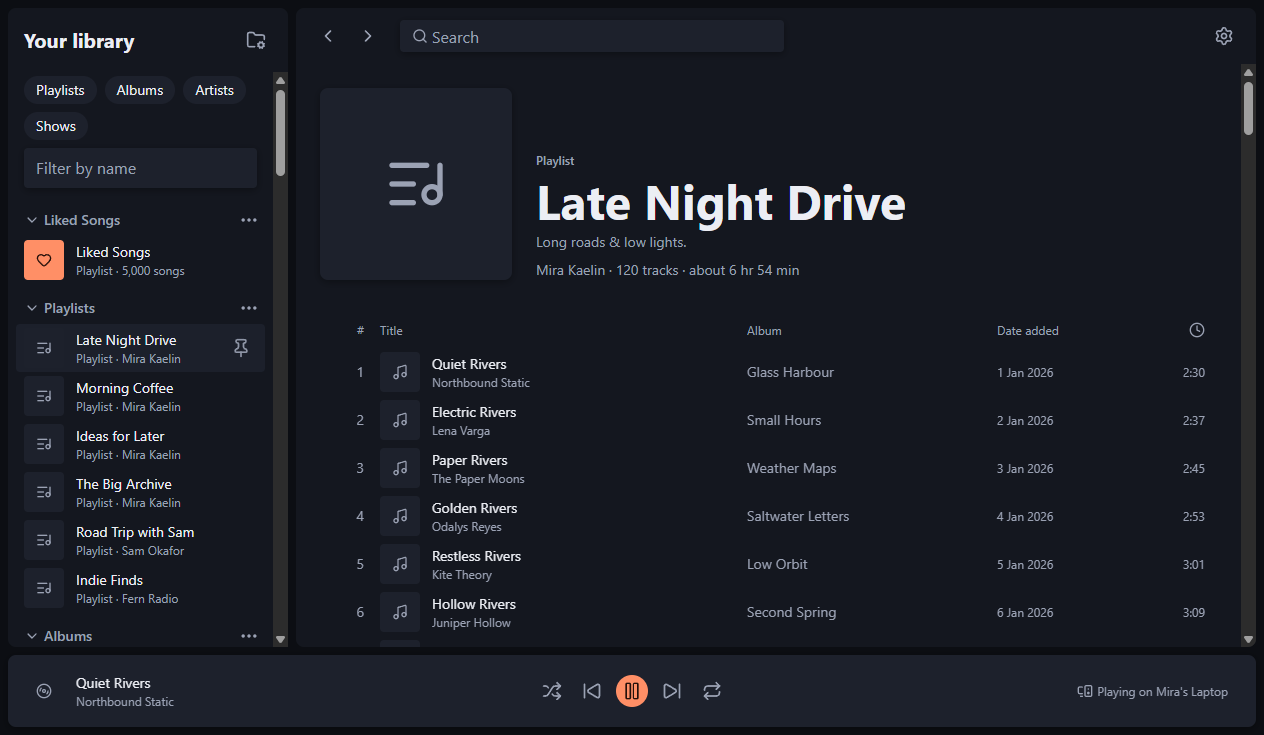 Your library
Playlists
Albums
Artists
Shows
Filter by name
Liked Songs
Liked Songs
Playlist · 5,000 songs
Playlists
Late Night Drive
Playlist · Mira Kaelin
Morning Coffee
Playlist · Mira Kaelin
Ideas for Later
Playlist · Mira Kaelin
The Big Archive
Playlist · Mira Kaelin
Road Trip with Sam
Playlist · Sam Okafor
Indie Finds
Playlist · Fern Radio
Albums
Search
Playlist
Late Night Drive
Long roads & low lights.
Mira Kaelin · 120 tracks · about 6 hr 54 min
# Title Album Date added
1 Quiet Rivers Glass Harbour 1 Jan 2026 2:30
Northbound Static
2 Electric Rivers Small Hours 2 Jan 2026 2:37
Lena Varga
3 Paper Rivers Weather Maps 3 Jan 2026 2:45
The Paper Moons
4 Golden Rivers Saltwater Letters 4 Jan 2026 2:53
Odalys Reyes
5 Restless Rivers Low Orbit 5 Jan 2026 3:01
Kite Theory
6 Hollow Rivers Second Spring 6 Jan 2026 3:09
Juniper Hollow
Quiet Rivers
Northbound Static
Playing on Mira's Laptop